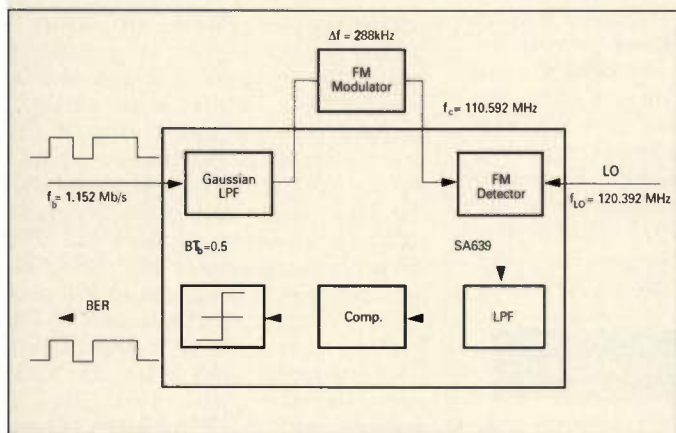 Δf = 288kHz
FM
Modulator
f_c = 110.592 MHz
Gaussian
LPF
FM
Detector
LO
f_b = 1.152 Mb/s
f_LO = 120.392 MHz
BT_b=0.5
SA639
BER
Comp.
LPF